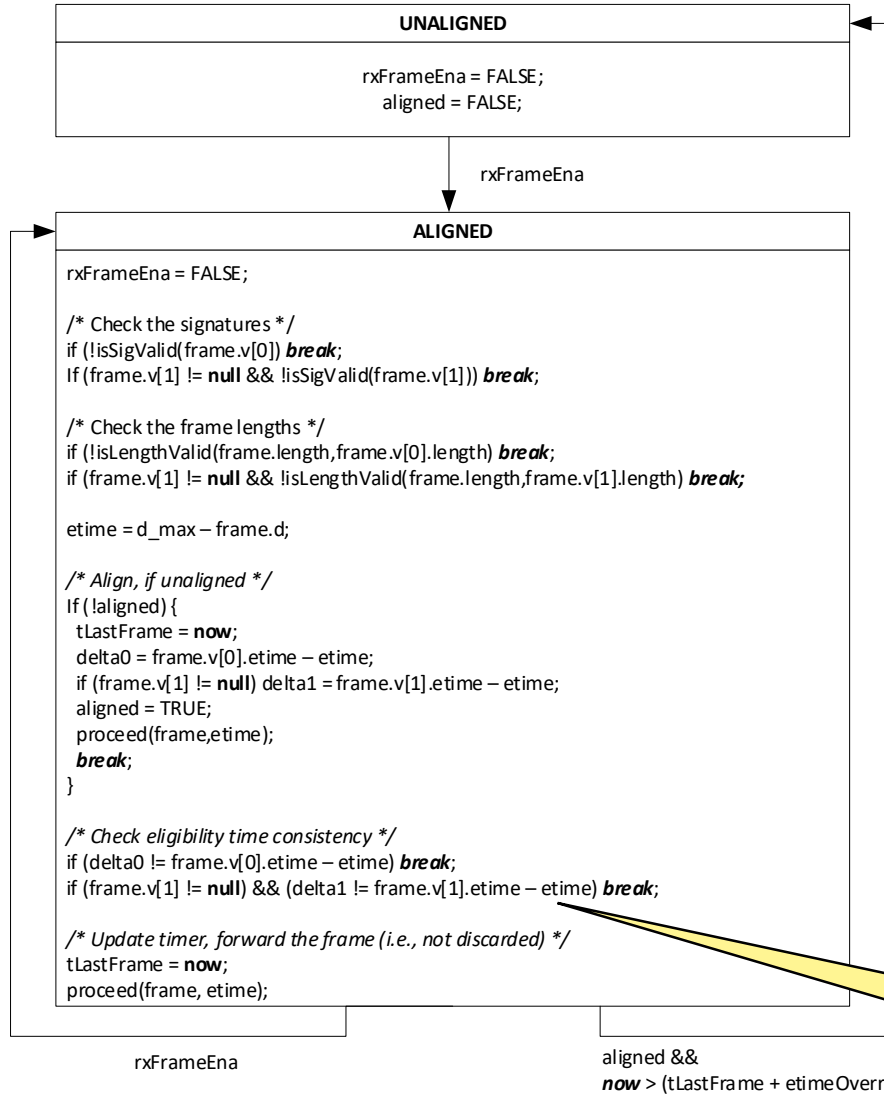 UNALIGNED
rxFrameEna = FALSE;
aligned = FALSE;
rxFrameEna
ALIGNED
rxFrameEna = FALSE;
/* Check the signatures */
if (!isSigValid(frame.v[0]) break;
If (frame.v[1] != null && !isSigValid(frame.v[1])) break;
/* Check the frame lengths */
if (!isLengthValid(frame.length,frame.v[0].length) break;
if (frame.v[1] != null && !isLengthValid(frame.length,frame.v[1].length) break;
etime = d_max – frame.d;
/* Align, if unaligned */
If ( !aligned) {
tLastFrame = now;
delta0 = frame.v[0].etime – etime;
if (frame.v[1] != null) delta1 = frame.v[1].etime – etime;
aligned = TRUE;
proceed(frame,etime);
break;
}
/* Check eligibility time consistency */
if (delta0 != frame.v[0].etime – etime) break;
if (frame.v[1] != null) && (delta1 != frame.v[1].etime – etime) break;
/* Update timer, forward the frame (i.e., not discarded) */
tLastFrame = now;
proceed(frame, etime);
rxFrameEna
aligned &&
now > (tLastFrame + etimeOverr